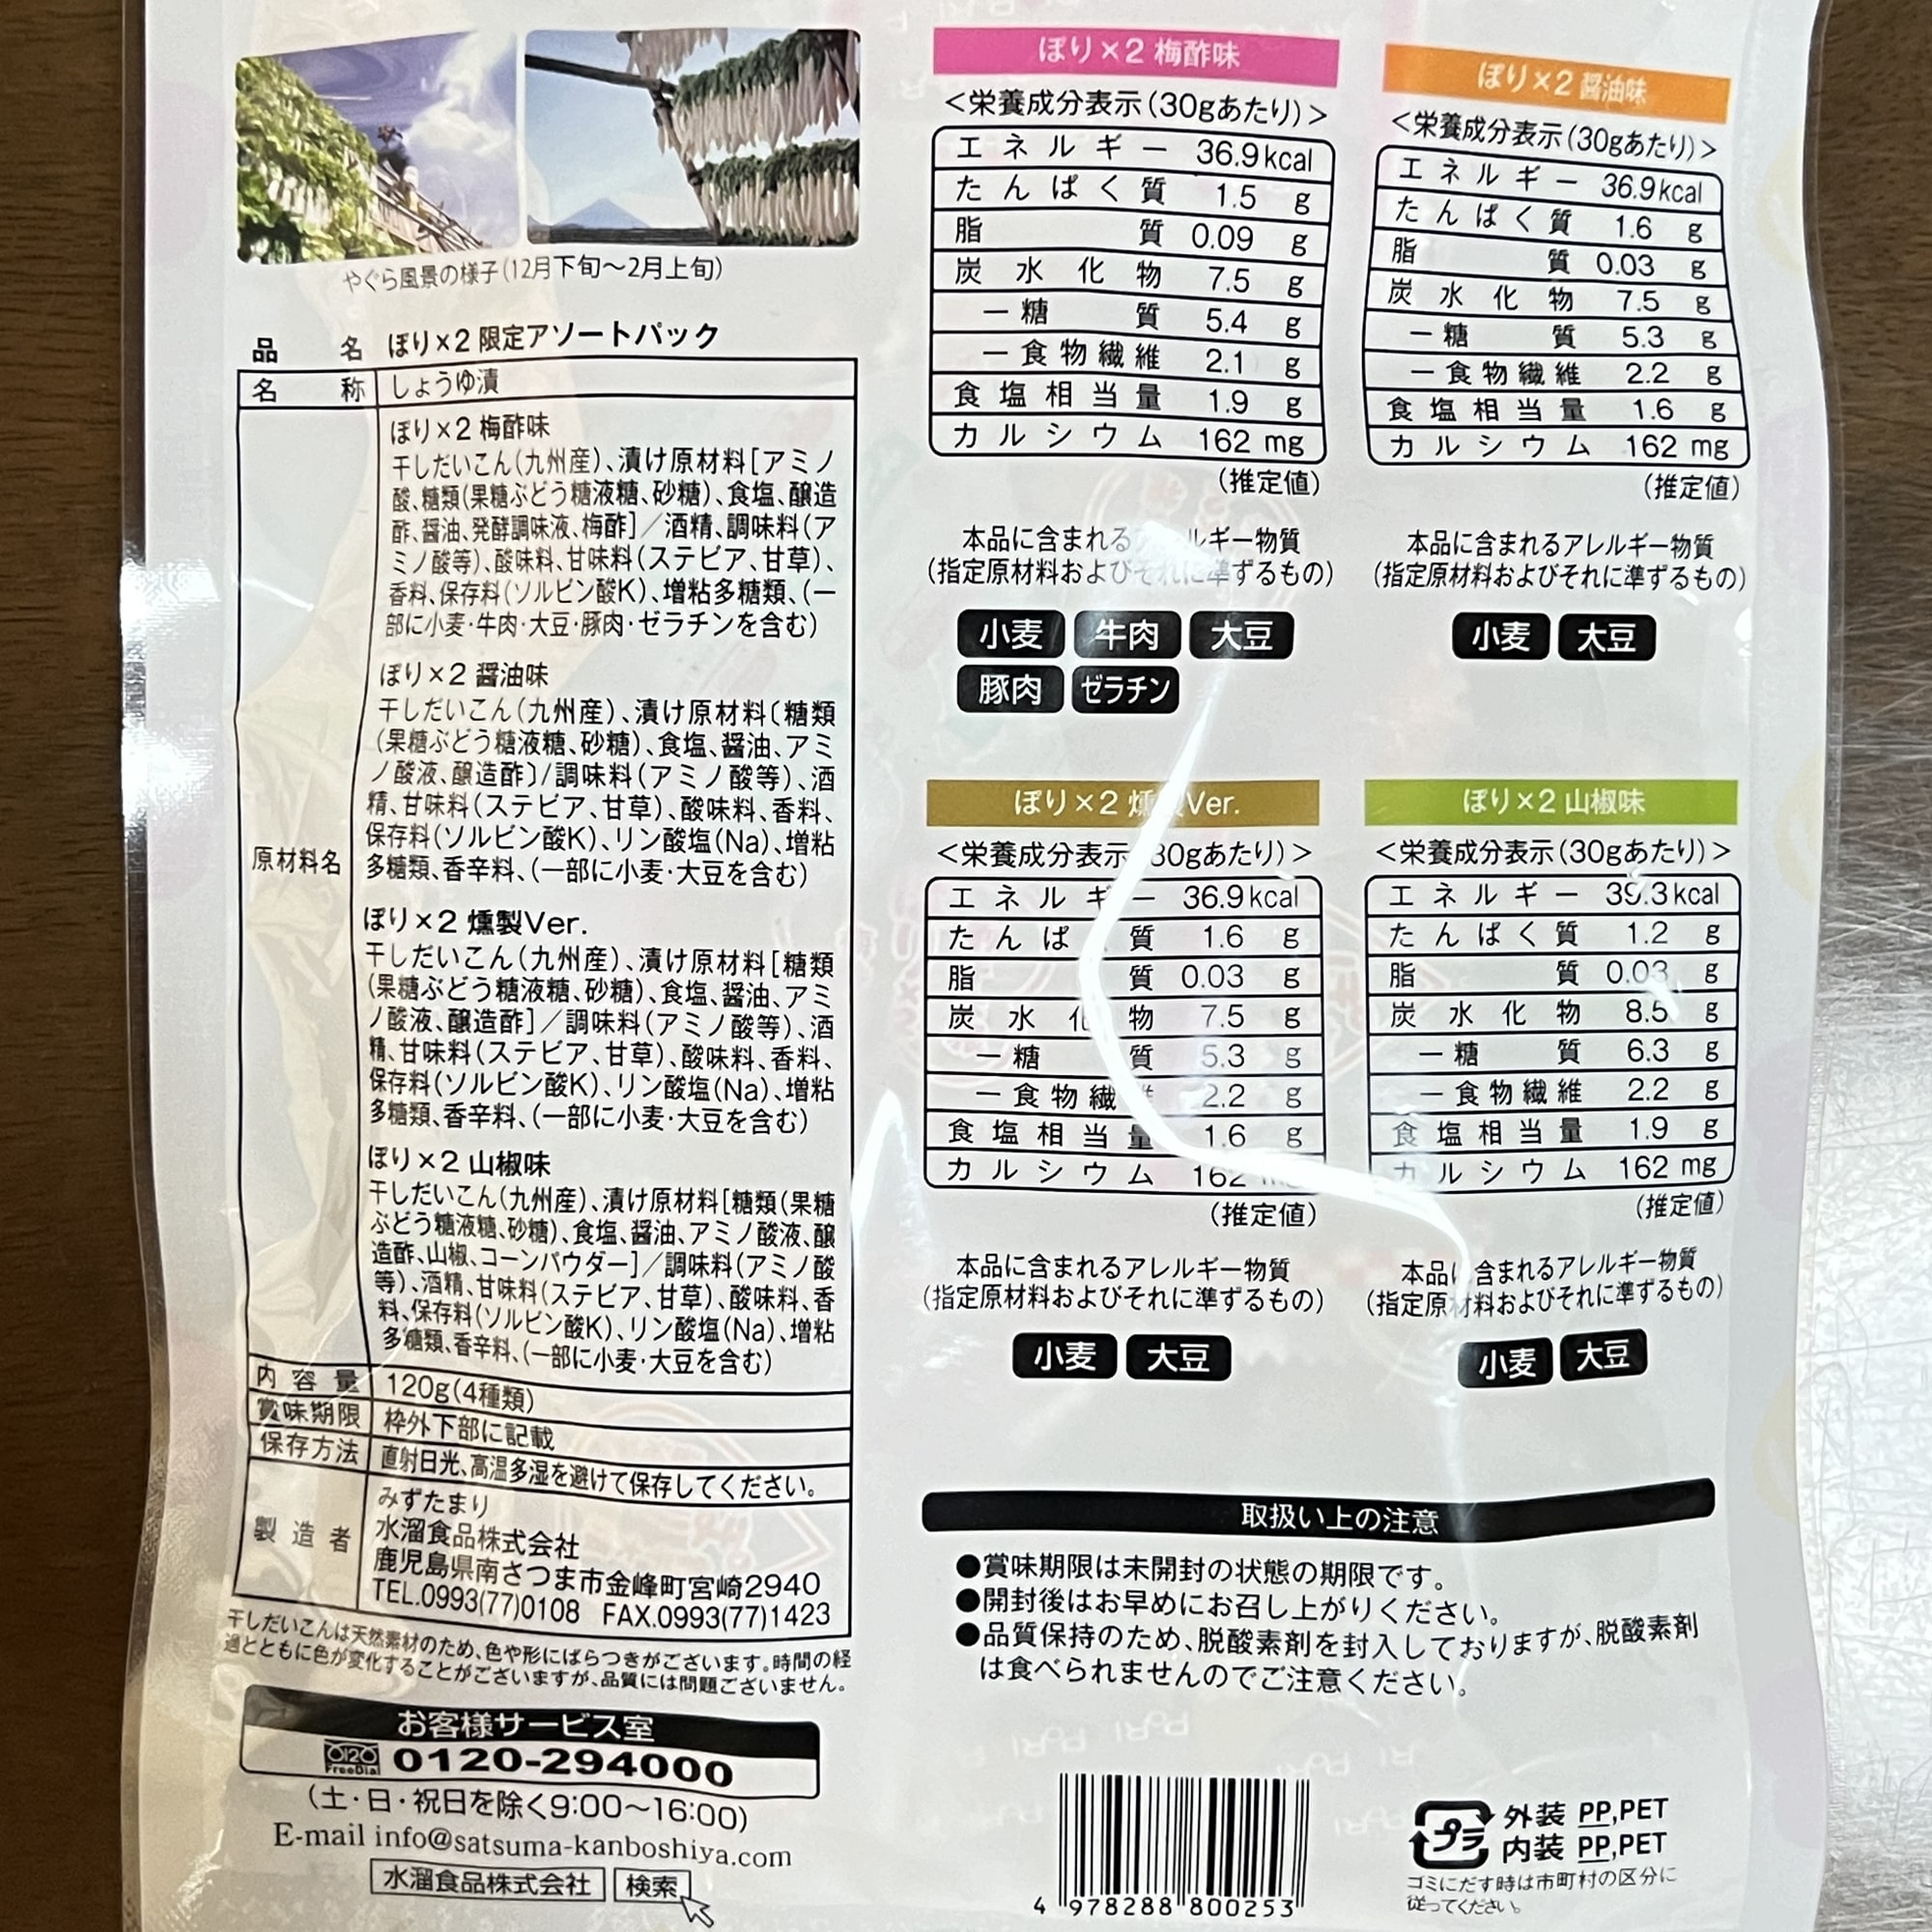 やぐら風景の様子(12月下旬〜2月上旬)
品名 ぽり×2 限定アソートパック
名称 しょうゆ漬
原材料名
ぽり×2 梅酢味
干しだいこん(九州産)、漬け原材料[アミノ
酸、糖類(果糖ぶどう糖液糖、砂糖)、食塩、醸造
酢、醤油、発酵調味液、梅酢]/酒精、調味料(ア
ミノ酸等)、酸味料、甘味料(ステビア、甘草)、
香料、保存料(ソルビン酸K)、増粘多糖類、(一
部に小麦・牛肉・大豆・豚肉・ゼラチンを含む)
ぽり×2 醤油味
干しだいこん(九州産)、漬け原材料〔糖類
(果糖ぶどう糖液糖、砂糖)、食塩、醤油、アミ
ノ酸液、醸造酢〕/調味料(アミノ酸等)、酒
精、甘味料(ステビア、甘草)、酸味料、香料、
保存料(ソルビン酸K)、リン酸塩(Na)、増粘
多糖類、香辛料、(一部に小麦・大豆を含む)
ぽり×2 燻製Ver.
干しだいこん(九州産)、漬け原材料[糖類
(果糖ぶどう糖液糖、砂糖)、食塩、醤油、アミ
ノ酸液、醸造酢]/調味料(アミノ酸等)、酒
精、甘味料(ステビア、甘草)、酸味料、香料、
保存料(ソルビン酸K)、リン酸塩(Na)、増粘
多糖類、香辛料、(一部に小麦・大豆を含む)
ぽり×2 山椒味
干しだいこん(九州産)、漬け原材料[糖類(果糖
ぶどう糖液糖、砂糖)、食塩、醤油、アミノ酸液、醸
造酢、山椒、コーンパウダー]/調味料(アミノ酸
等)、酒精、甘味料(ステビア、甘草)、酸味料、香
料、保存料(ソルビン酸K)、リン酸塩(Na)、増粘
多糖類、香辛料、(一部に小麦・大豆を含む)
内容量 120g(4種類)
賞味期限 枠外下部に記載
保存方法 直射日光、高温多湿を避けて保存してください。
製造者
みずたまり
水溜食品株式会社
鹿児島県南さつま市金峰町宮崎2940
TEL.0993(77)0108 FAX.0993(77)1423
干しだいこんは天然素材のため、色や形にばらつきがございます。時間の経
過とともに色が変化することがございますが、品質には問題ございません。
お客様サービス室
0120 FreeDial 0120-294000
(土・日・祝日を除く9:00〜16:00)
E-mail info@satsuma-kanboshiya.com
水溜食品株式会社 検索
ぽり×2 梅酢味
<栄養成分表示(30gあたり)>
エネルギー 36.9kcal
たんぱく質 1.5 g
脂質 0.09 g
炭水化物 7.5 g
ー糖質 5.4 g
ー食物繊維 2.1 g
食塩相当量 1.9 g
カルシウム 162 mg
(推定値)
本品に含まれるアレルギー物質
(指定原材料およびそれに準ずるもの)
小麦 牛肉 大豆
豚肉 ゼラチン
ぽり×2 醤油味
<栄養成分表示(30gあたり)>
エネルギー 36.9kcal
たんぱく質 1.6 g
脂質 0.03 g
炭水化物 7.5 g
ー糖質 5.3 g
ー食物繊維 2.2 g
食塩相当量 1.6 g
カルシウム 162 mg
(推定値)
本品に含まれるアレルギー物質
(指定原材料およびそれに準ずるもの)
小麦 大豆
ぽり×2 燻製Ver.
<栄養成分表示(30gあたり)>
エネルギー 36.9kcal
たんぱく質 1.6 g
脂質 0.03 g
炭水化物 7.5 g
ー糖質 5.3 g
ー食物繊維 2.2 g
食塩相当量 1.6 g
カルシウム 162 mg
(推定値)
本品に含まれるアレルギー物質
(指定原材料およびそれに準ずるもの)
小麦 大豆
ぽり×2 山椒味
<栄養成分表示(30gあたり)>
エネルギー 39.3kcal
たんぱく質 1.2 g
脂質 0.03 g
炭水化物 8.5 g
ー糖質 6.3 g
ー食物繊維 2.2 g
食塩相当量 1.9 g
カルシウム 162 mg
(推定値)
本品に含まれるアレルギー物質
(指定原材料およびそれに準ずるもの)
小麦 大豆
取扱い上の注意
●賞味期限は未開封の状態の期限です。
●開封後はお早めにお召し上がりください。
●品質保持のため、脱酸素剤を封入しておりますが、脱酸素剤
は食べられませんのでご注意ください。
4 978288 800253
プラ
外装 PP,PET
内装 PP,PET
ゴミにだす時は市町村の区分に
従ってください。